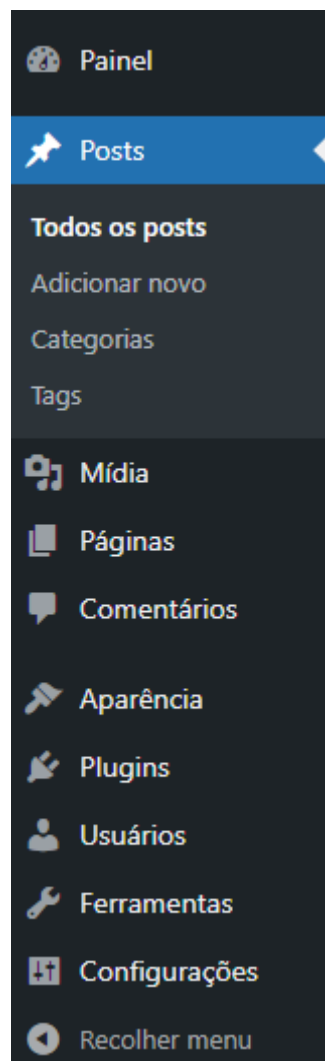 Painel
Posts
Todos os posts
Adicionar novo
Categorias
Tags
Mídia
Páginas
Comentários
Aparência
Plugins
Usuários
Ferramentas
Configurações
Recolher menu